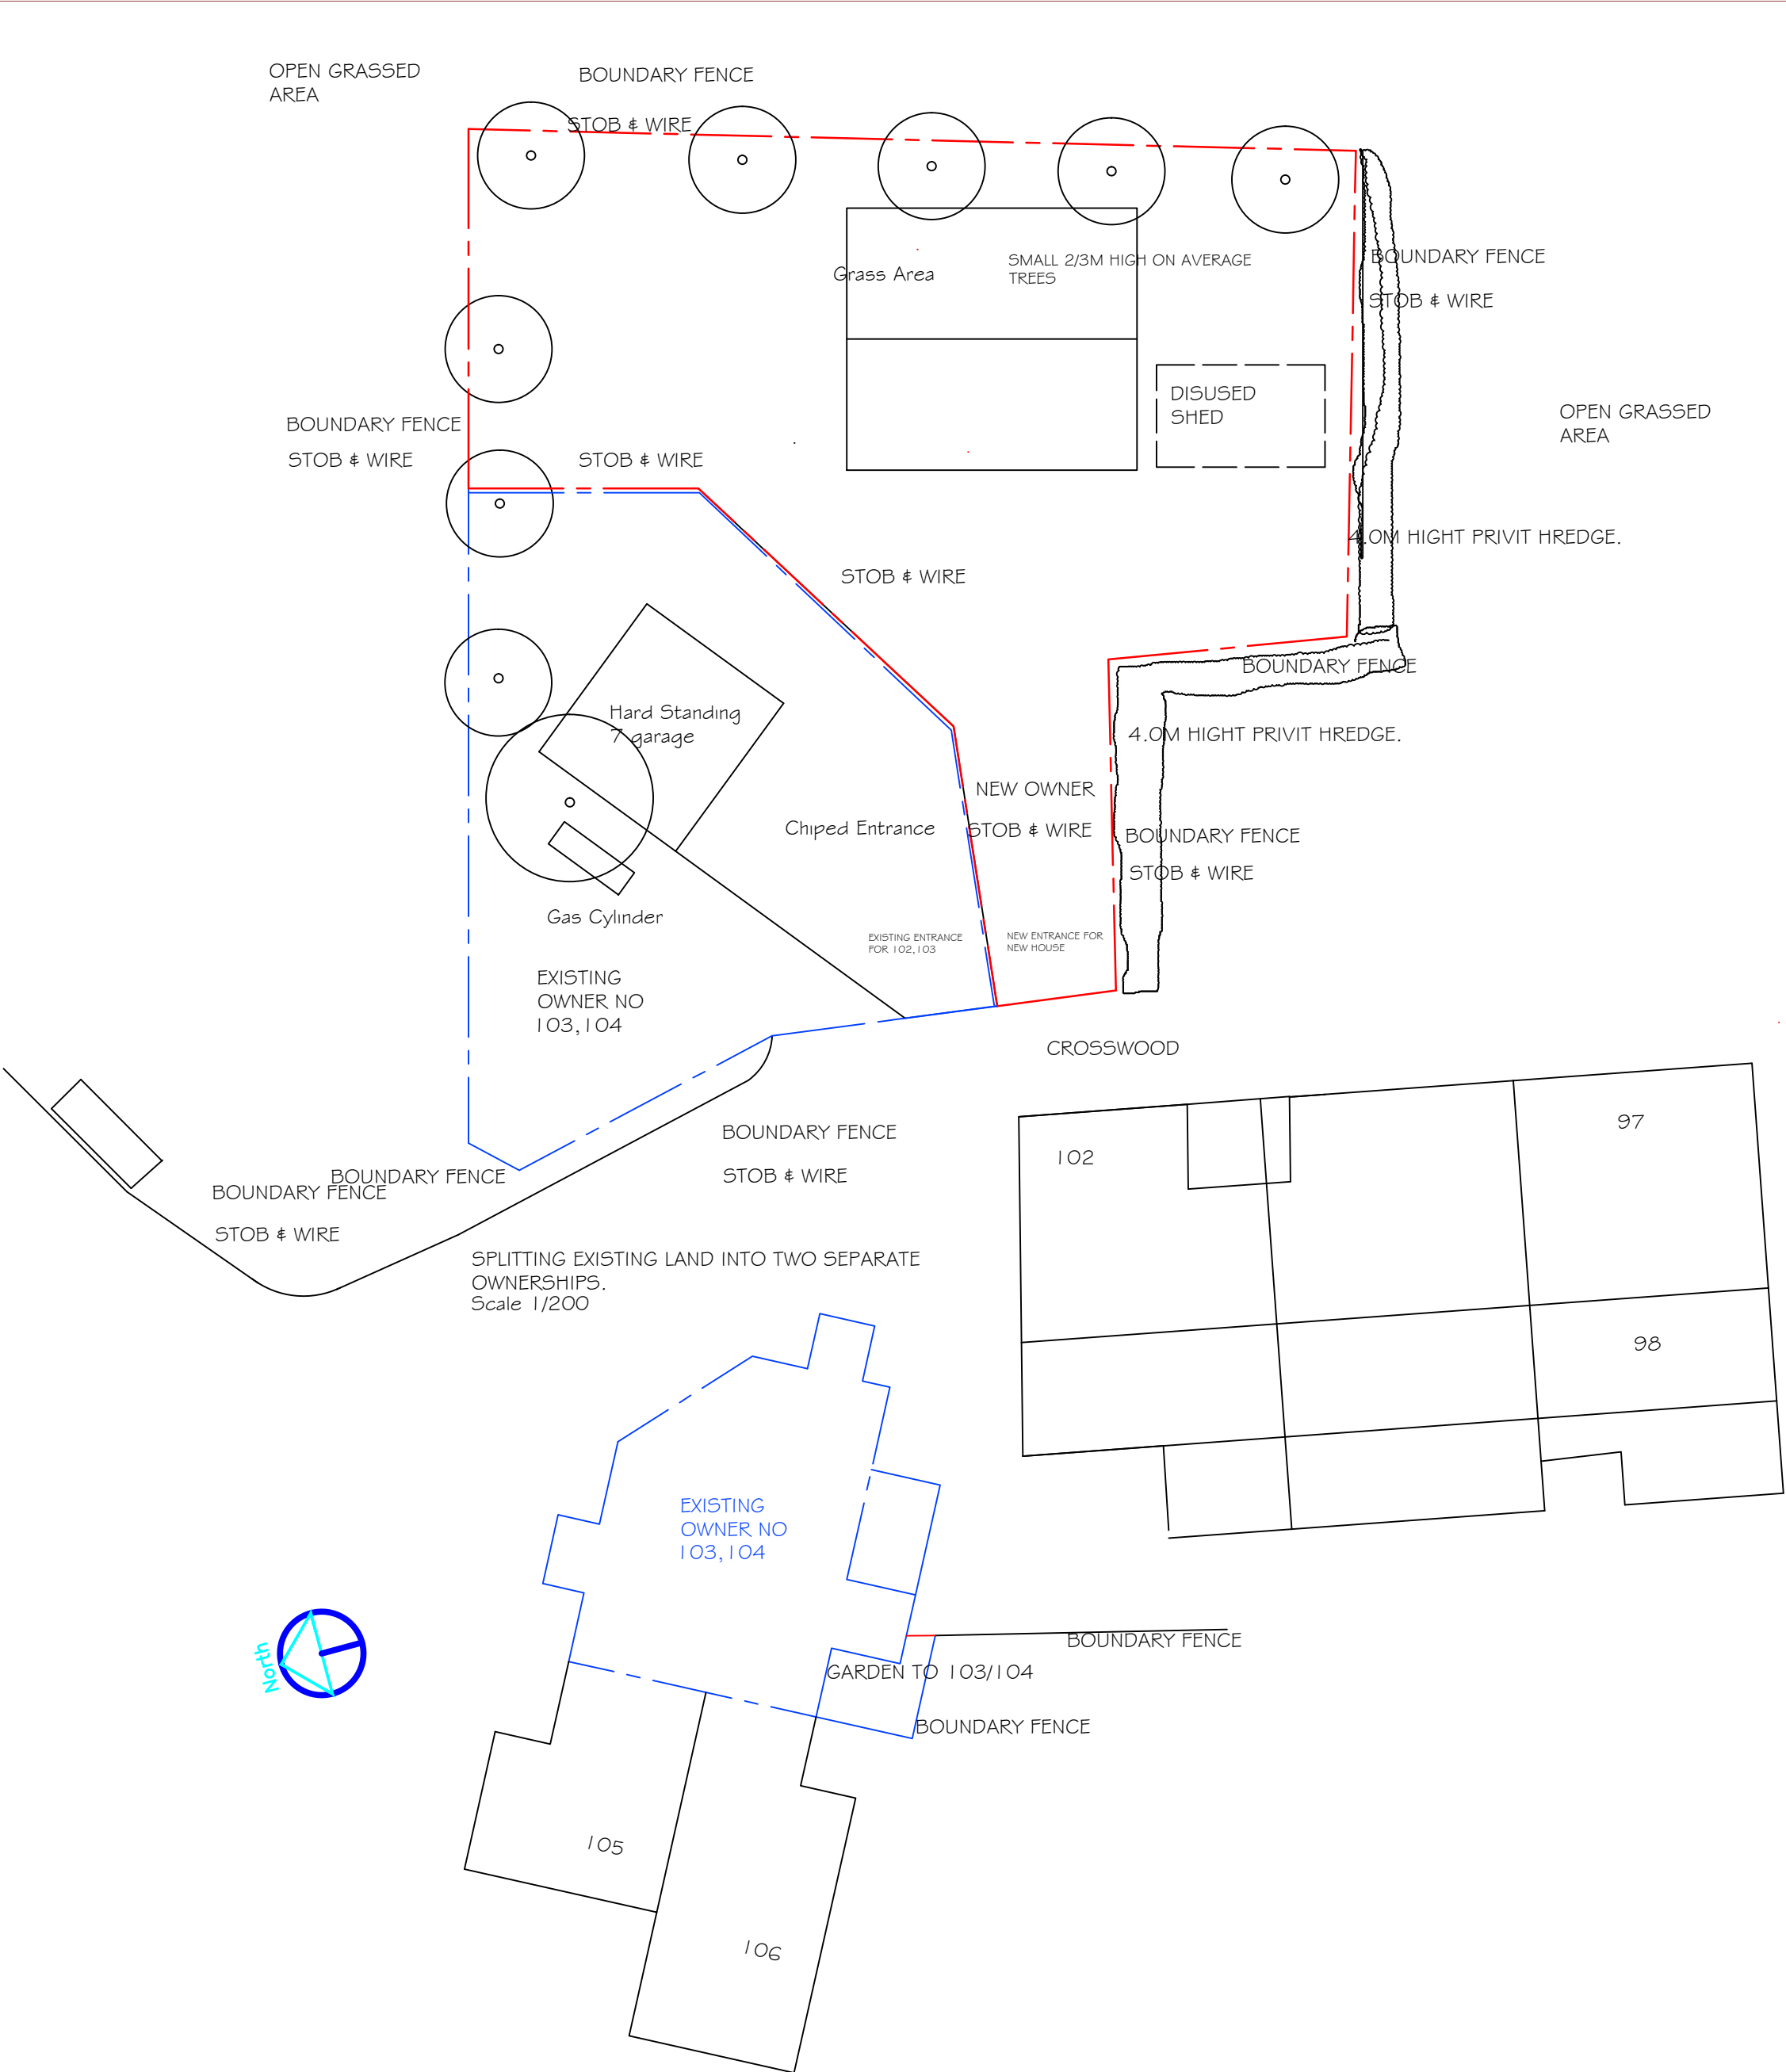 OPEN GRASSED
AREA
BOUNDARY FENCE
STOB & WIRE
Grass Area
SMALL 2/3M HIGH ON AVERAGE
TREES
BOUNDARY FENCE
STOB & WIRE
DISUSED
SHED
OPEN GRASSED
AREA
BOUNDARY FENCE
STOB & WIRE
STOB & WIRE
4.0M HIGHT PRIVIT HREDGE.
STOB & WIRE
BOUNDARY FENCE
Hard Standing
7 garage
4.0M HIGHT PRIVIT HREDGE.
NEW OWNER
STOB & WIRE
Chiped Entrance
BOUNDARY FENCE
STOB & WIRE
Gas Cylinder
EXISTING ENTRANCE
FOR 102,103
NEW ENTRANCE FOR
NEW HOUSE
EXISTING
OWNER NO
103,104
CROSSWOOD
BOUNDARY FENCE
STOB & WIRE
102
97
BOUNDARY FENCE
BOUNDARY FENCE
STOB & WIRE
SPLITTING EXISTING LAND INTO TWO SEPARATE
OWNERSHIPS.
Scale 1/200
98
EXISTING
OWNER NO
103,104
North
BOUNDARY FENCE
GARDEN TO 103/104
BOUNDARY FENCE
105
106